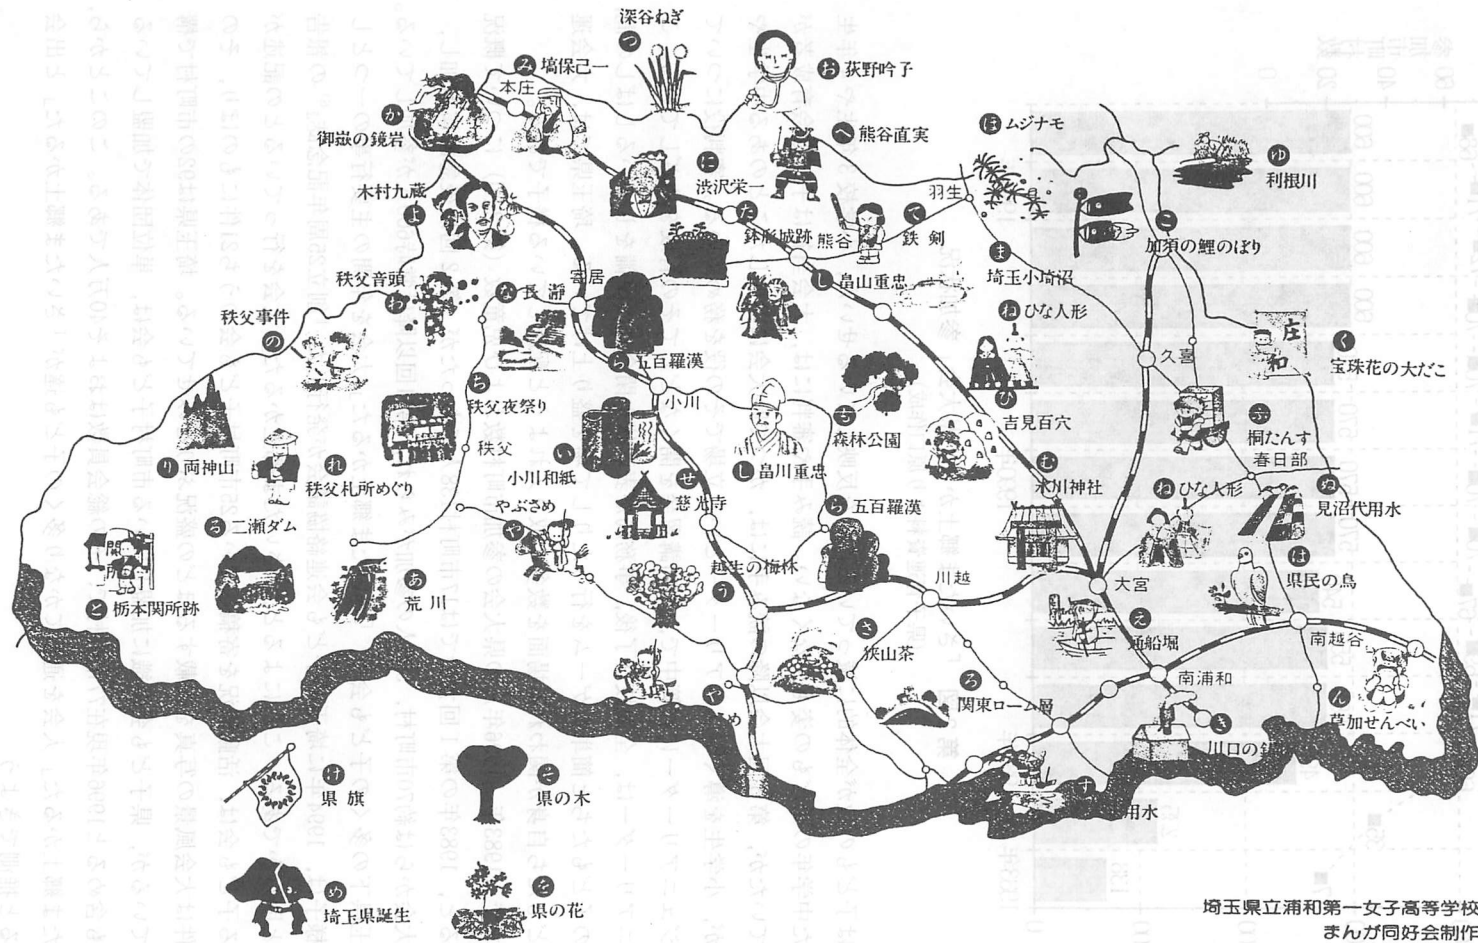 深谷ねぎ
つ
み 塙保己一
本庄
お 荻野吟子
か
御嶽の鏡岩
へ 熊谷直実
ほ ムジナモ
ゆ
利根川
木村九蔵
よ
に
渋沢栄一
羽生
た
鉢形城跡
熊谷
て
鉄剣
ま
埼玉小埼沼
こ
加須の鯉のぼり
秩父音頭
わ
な 長瀞
寄居
し 畠山重忠
ね ひな人形
秩父事件
の
庄和
く
宝珠花の大だこ
久喜
ら 五百羅漢
ち
秩父夜祭り
小川
森林公園
ひ
吉見百穴
桐たんす
春日部
り 両神山
れ
秩父札所めぐり
秩父
い
小川和紙
し 畠川重忠
せ
慈光寺
む
氷川神社
ね ひな人形
ぬ
見沼代用水
やぶさめ
や
る 二瀬ダム
ら 五百羅漢
は
県民の鳥
と 栃本関所跡
あ
荒川
越生の梅林
う
川越
大宮
え
通船堀
さ
狭山茶
南越谷
南浦和
ろ
関東ローム層
や
め
き
川口の
ん
草加せんべい
す
用水
け
県旗
そ
県の木
め
埼玉県誕生
を
県の花
埼玉県立浦和第一女子高等学校
まんが同好会制作